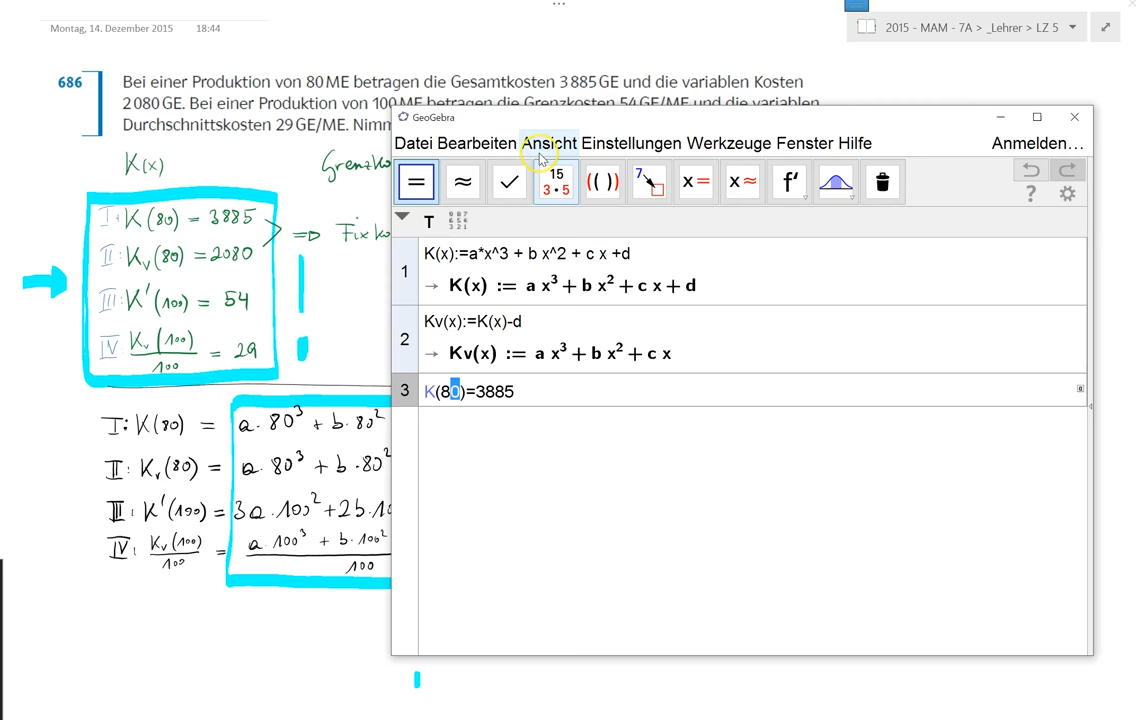 Montag, 14. Dezember 2015 18:44
2015 - MAM - 7A > _Lehrer > LZ 5
686 Bei einer Produktion von 80 ME betragen die Gesamtkosten 3 885 GE und die variablen Kosten
2 080 GE. Bei einer Produktion von 100 ME betragen die Grenzkosten 54 GE/ME und die variablen
Durchschnittskosten 29 GE/ME. Nimm
K(x) Grenzko
I: K(80) = 3885
II: Kv(80) = 2080
=> Fixko
III: K'(100) = 54
IV Kv(100)/100 = 29
I: K(80) = a·80³ + b·80²
II: Kv(80) = a·80³ + b·80²
III: K'(100) = 3a·100² + 2b·10
IV: Kv(100)/100 = a·100³ + b·100²/100
GeoGebra
Datei Bearbeiten Ansicht Einstellungen Werkzeuge Fenster Hilfe Anmelden...
= ≈ ✓ 15 3·5 (( )) 7 x= x≈ f' ?
T
1 K(x):=a*x^3 + b x^2 + c x +d
→ K(x) := a x³ + b x² + c x + d
2 Kv(x):=K(x)-d
→ Kv(x) := a x³ + b x² + c x
3 K(80)=3885